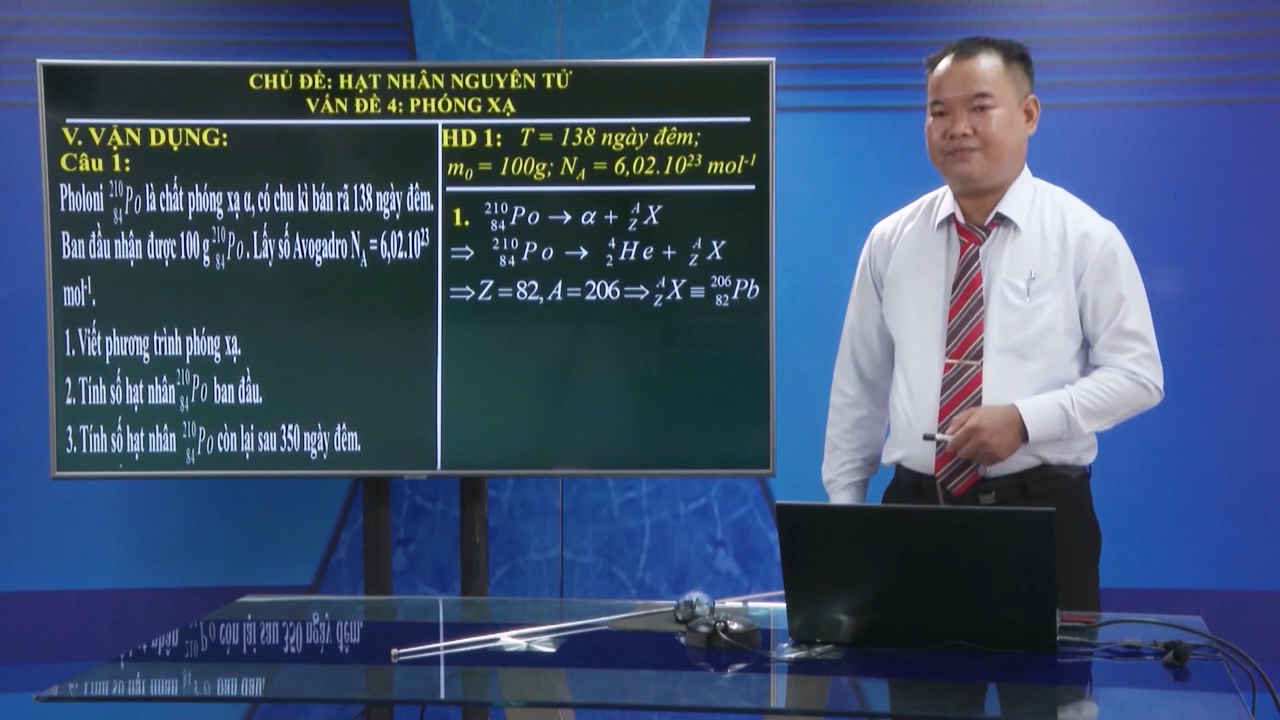 CHỦ ĐỀ: HẠT NHÂN NGUYÊN TỬ
VẤN ĐỀ 4: PHÓNG XẠ
V. VẬN DỤNG:
Câu 1:
Pholoni ²¹⁰₈₄Po là chất phóng xạ α, có chu kì bán rã 138 ngày đêm.
Ban đầu nhận được 100 g ²¹⁰₈₄Po. Lấy số Avogadro N_A = 6,02.10²³
mol⁻¹.
1. Viết phương trình phóng xạ.
2. Tính số hạt nhân ²¹⁰₈₄Po ban đầu.
3. Tính số hạt nhân ²¹⁰₈₄Po còn lại sau 350 ngày đêm.
HD 1: T = 138 ngày đêm;
m₀ = 100g; N_A = 6,02.10²³ mol⁻¹
1. ²¹⁰₈₄Po → α + ᴬ_Z X
⇒ ²¹⁰₈₄Po → ⁴₂He + ᴬ_Z X
⇒ Z = 82, A = 206 ⇒ ᴬ_Z X ≡ ²⁰⁶₈₂Pb